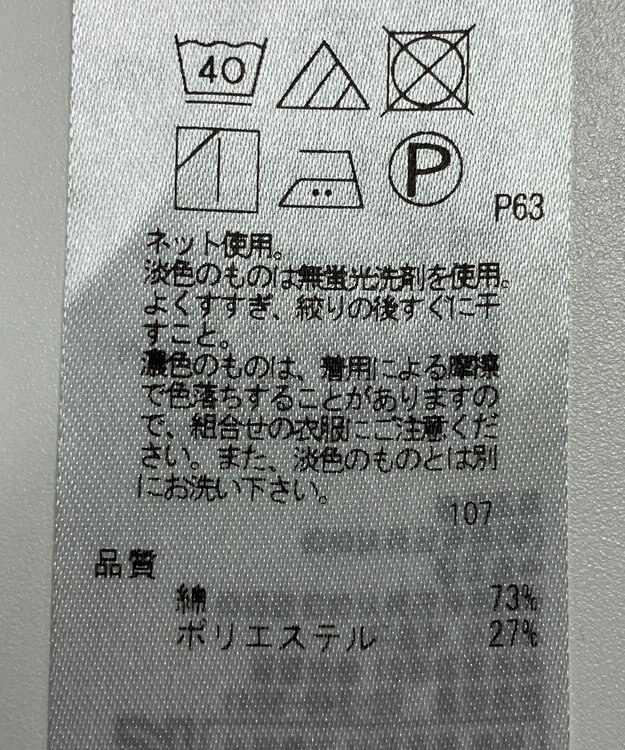 40
P
P63
ネット使用。
淡色のものは無蛍光洗剤を使用。
よくすすぎ、絞りの後すぐに干
すこと。
濃色のものは、着用による摩擦
で色落ちすることがありますの
で、組合せの衣服にご注意くだ
さい。また、淡色のものとは別
にお洗い下さい。
107
品質
綿 73%
ポリエステル 27%